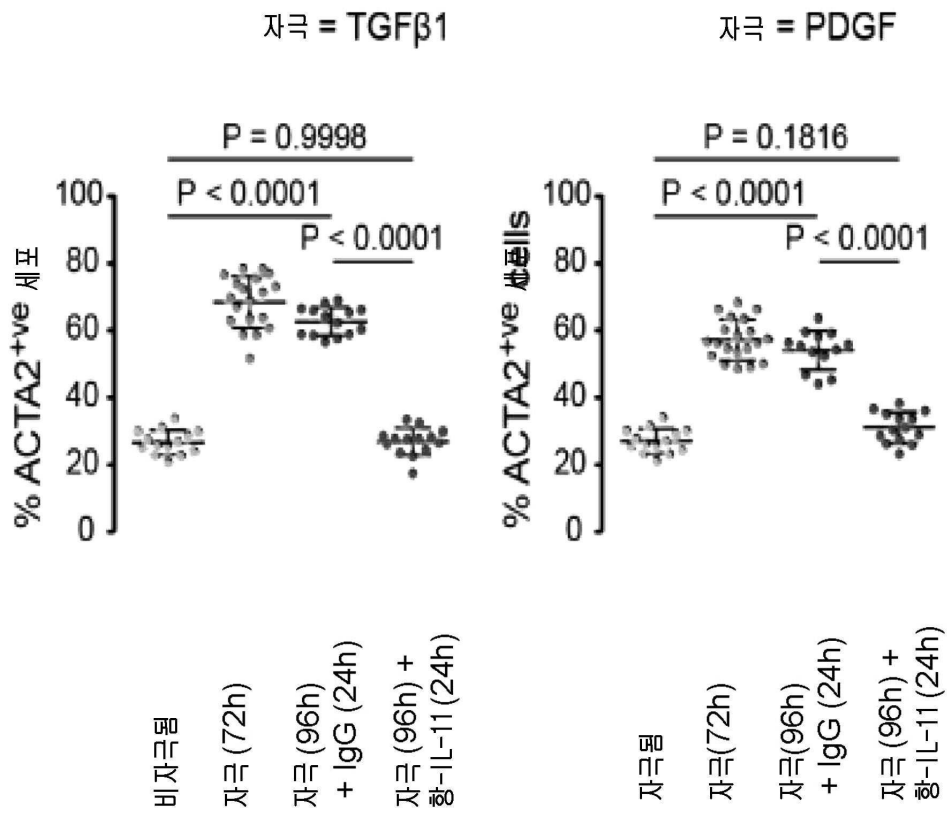 자극 = TGFβ1
P = 0.9998
P < 0.0001
P < 0.0001
% ACTA2+ve 세포
100
80
60
40
20
0
비자극됨
자극 (72h)
자극 (96h)
+ IgG (24h)
자극 (96h) +
항-IL-11 (24h)
자극 = PDGF
P = 0.1816
P < 0.0001
P < 0.0001
% ACTA2+ve cells
세포
100
80
60
40
20
0
자극됨
자극(72h)
자극(96h)
+ IgG (24h)
자극 (96h) +
항-IL-11 (24h)